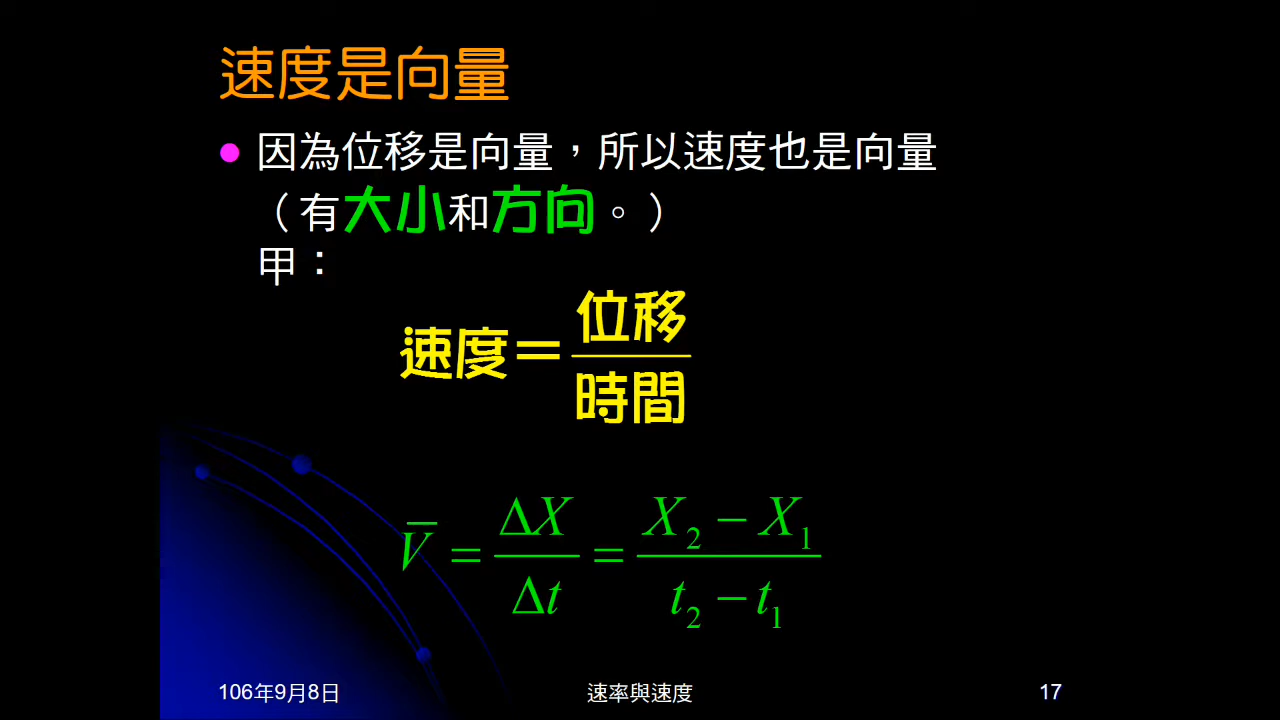 速度是向量
因為位移是向量，所以速度也是向量
（有大小和方向。）
甲：
速度＝位移/時間
V̄ = ΔX/Δt = (X₂ − X₁)/(t₂ − t₁)
106年9月8日 速率與速度 17